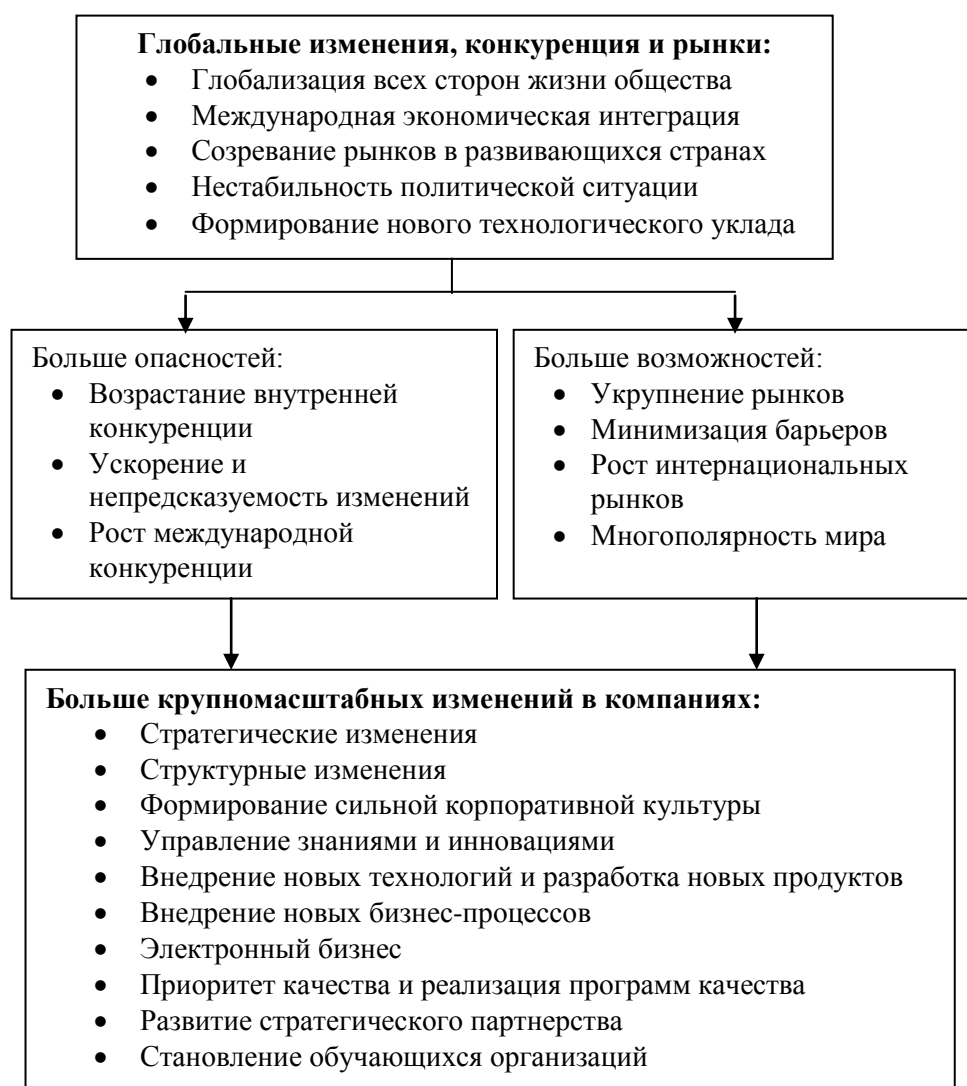 Глобальные изменения, конкуренция и рынки:
• Глобализация всех сторон жизни общества
• Международная экономическая интеграция
• Созревание рынков в развивающихся странах
• Нестабильность политической ситуации
• Формирование нового технологического уклада
Больше опасностей:
• Возрастание внутренней
конкуренции
• Ускорение и
непредсказуемость изменений
• Рост международной
конкуренции
Больше возможностей:
• Укрупнение рынков
• Минимизация барьеров
• Рост интернациональных
рынков
• Многополярность мира
Больше крупномасштабных изменений в компаниях:
• Стратегические изменения
• Структурные изменения
• Формирование сильной корпоративной культуры
• Управление знаниями и инновациями
• Внедрение новых технологий и разработка новых продуктов
• Внедрение новых бизнес-процессов
• Электронный бизнес
• Приоритет качества и реализация программ качества
• Развитие стратегического партнерства
• Становление обучающихся организаций